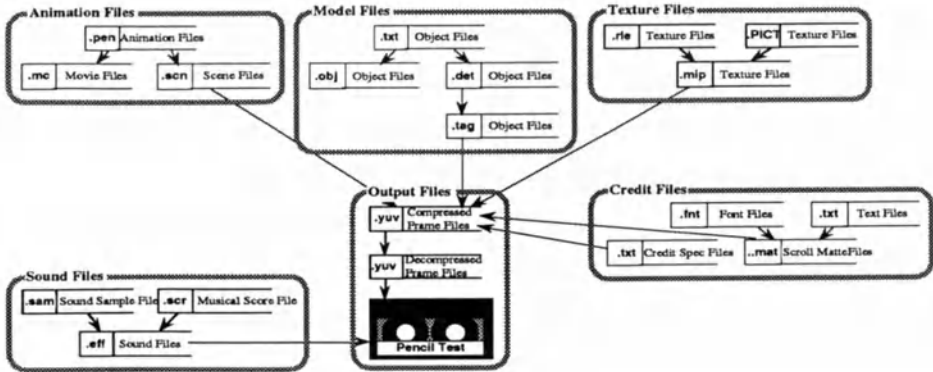 Animation Files
.pen Animation Files
.mc Movie Files
.scn Scene Files
Model Files
.txt Object Files
.obj Object Files
.det Object Files
.tag Object Files
Texture Files
.rle Texture Files
.PICT Texture Files
.mip Texture Files
Output Files
.yuv Compressed
Frame Files
.yuv Decompressed
Frame Files
Pencil Test
Credit Files
.fnt Font Files
.txt Text Files
.txt Credit Spec Files
..mat Scroll MatteFiles
Sound Files
.sam Sound Sample File
.scr Musical Score File
.eff Sound Files